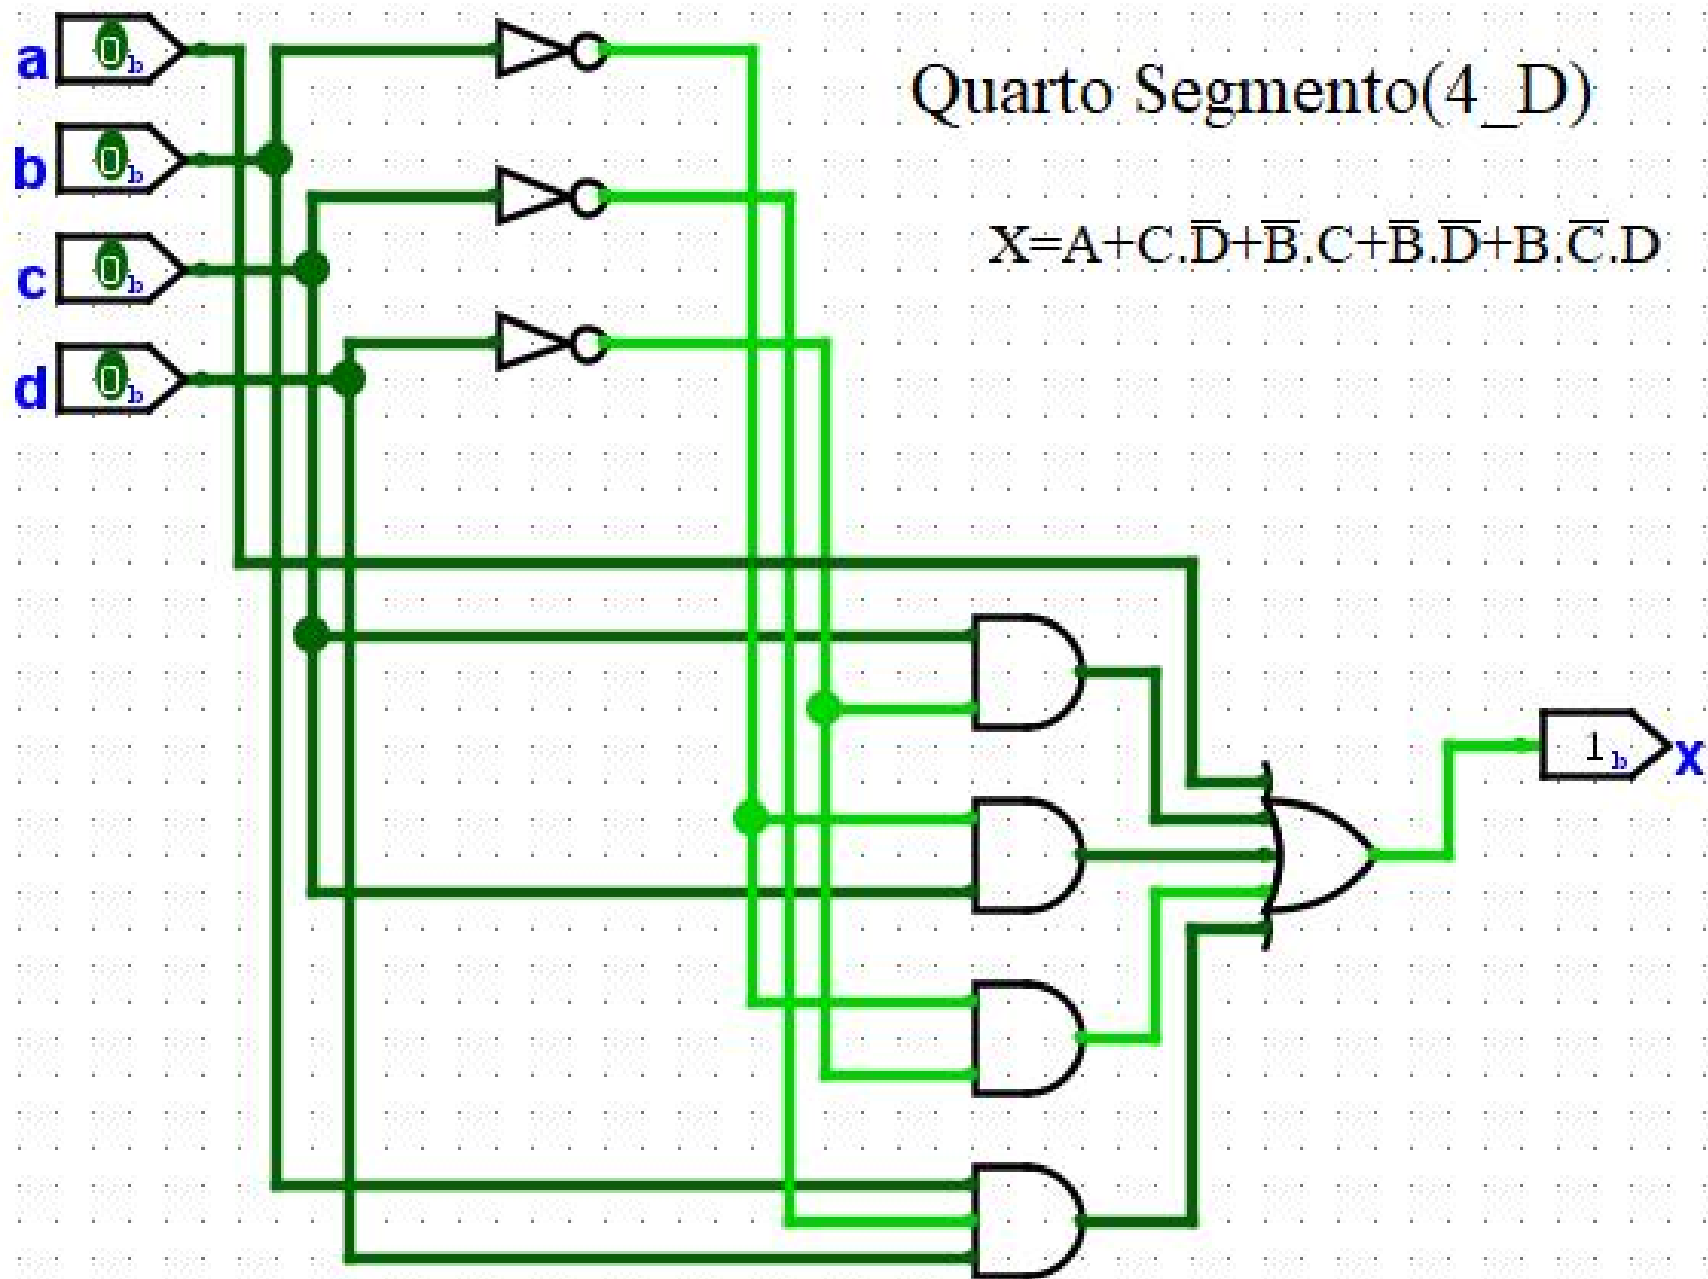 a 0b
Quarto Segmento(4_D)
b 0b
X=A+C.D̅+B̅.C+B̅.D̅+B.C̅.D
c 0b
d 0b
1b x